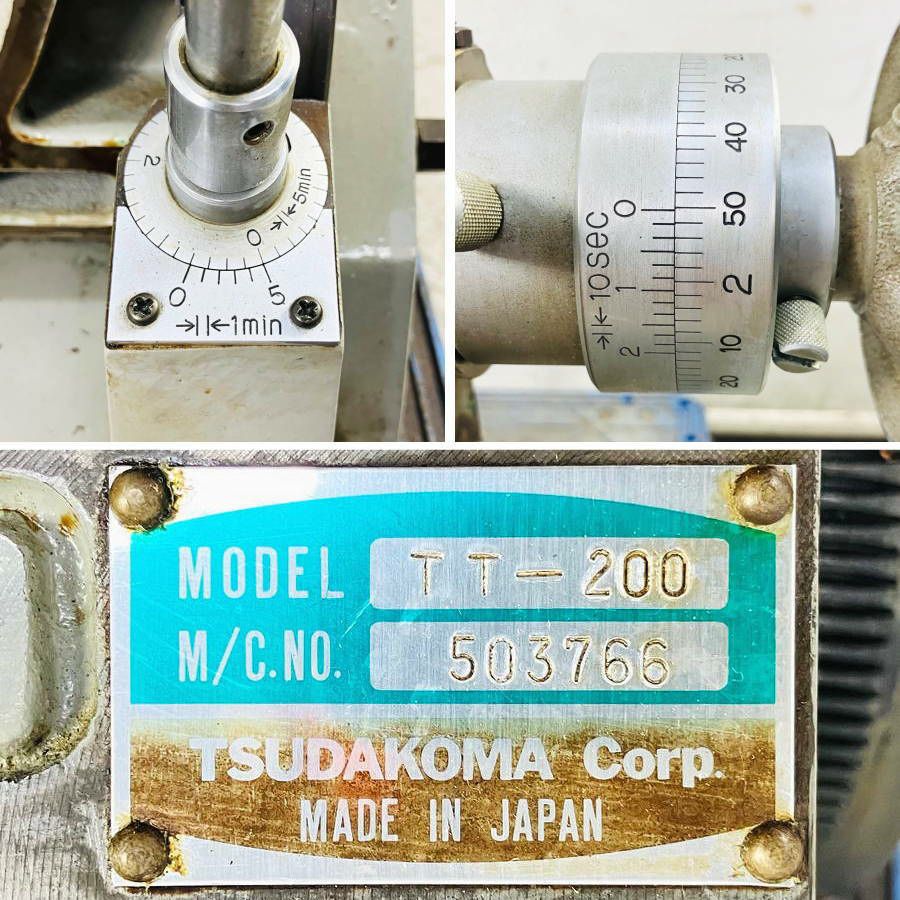 2
→|←5min
0
0
5
→||←1min
20
30
40
50
2
10
20
0
1
2
→||←10sec
MODEL TT-200
M/C.NO. 503766
TSUDAKOMA Corp.
MADE IN JAPAN